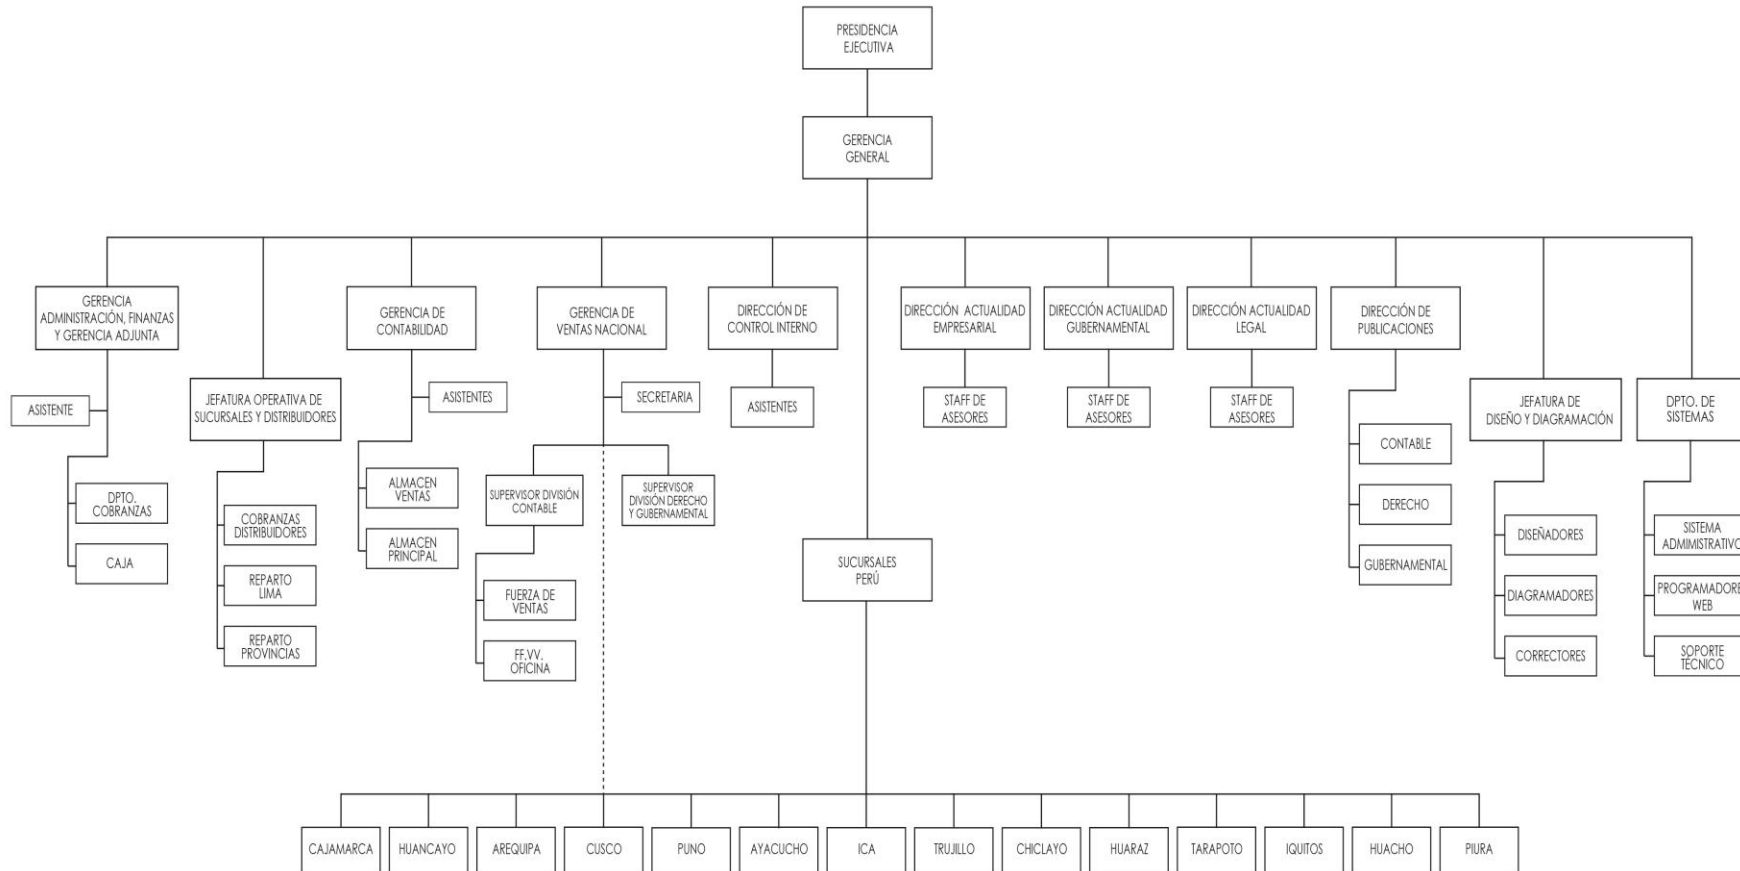 PRESIDENCIA
EJECUTIVA
GERENCIA
GENERAL
GERENCIA
ADMINISTRACIÓN, FINANZAS
Y GERENCIA ADJUNTA
GERENCIA DE
CONTABILIDAD
GERENCIA DE
VENTAS NACIONAL
DIRECCIÓN DE
CONTROL INTERNO
DIRECCIÓN ACTUALIDAD
EMPRESARIAL
DIRECCIÓN ACTUALIDAD
GUBERNAMENTAL
DIRECCIÓN ACTUALIDAD
LEGAL
DIRECCIÓN DE
PUBLICACIONES
ASISTENTE
JEFATURA OPERATIVA DE
SUCURSALES Y DISTRIBUIDORES
ASISTENTES
SECRETARIA
ASISTENTES
STAFF DE
ASESORES
STAFF DE
ASESORES
STAFF DE
ASESORES
JEFATURA DE
DISEÑO Y DIAGRAMACIÓN
DPTO. DE
SISTEMAS
DPTO.
COBRANZAS
CAJA
COBRANZAS
DISTRIBUIDORES
REPARTO
LIMA
REPARTO
PROVINCIAS
ALMACEN
VENTAS
ALMACEN
PRINCIPAL
SUPERVISOR DIVISIÓN
CONTABLE
SUPERVISOR
DIVISIÓN DERECHO
Y GUBERNAMENTAL
FUERZA DE
VENTAS
FF.VV.
OFICINA
SUCURSALES
PERÚ
CONTABLE
DERECHO
GUBERNAMENTAL
DISEÑADORES
DIAGRAMADORES
CORRECTORES
SISTEMA
ADMIMISTRATIVO
PROGRAMADORE
WEB
SOPORTE
TÉCNICO
CAJAMARCA
HUANCAYO
AREQUIPA
CUSCO
PUNO
AYACUCHO
ICA
TRUJILLO
CHICLAYO
HUARAZ
TARAPOTO
IQUITOS
HUACHO
PIURA